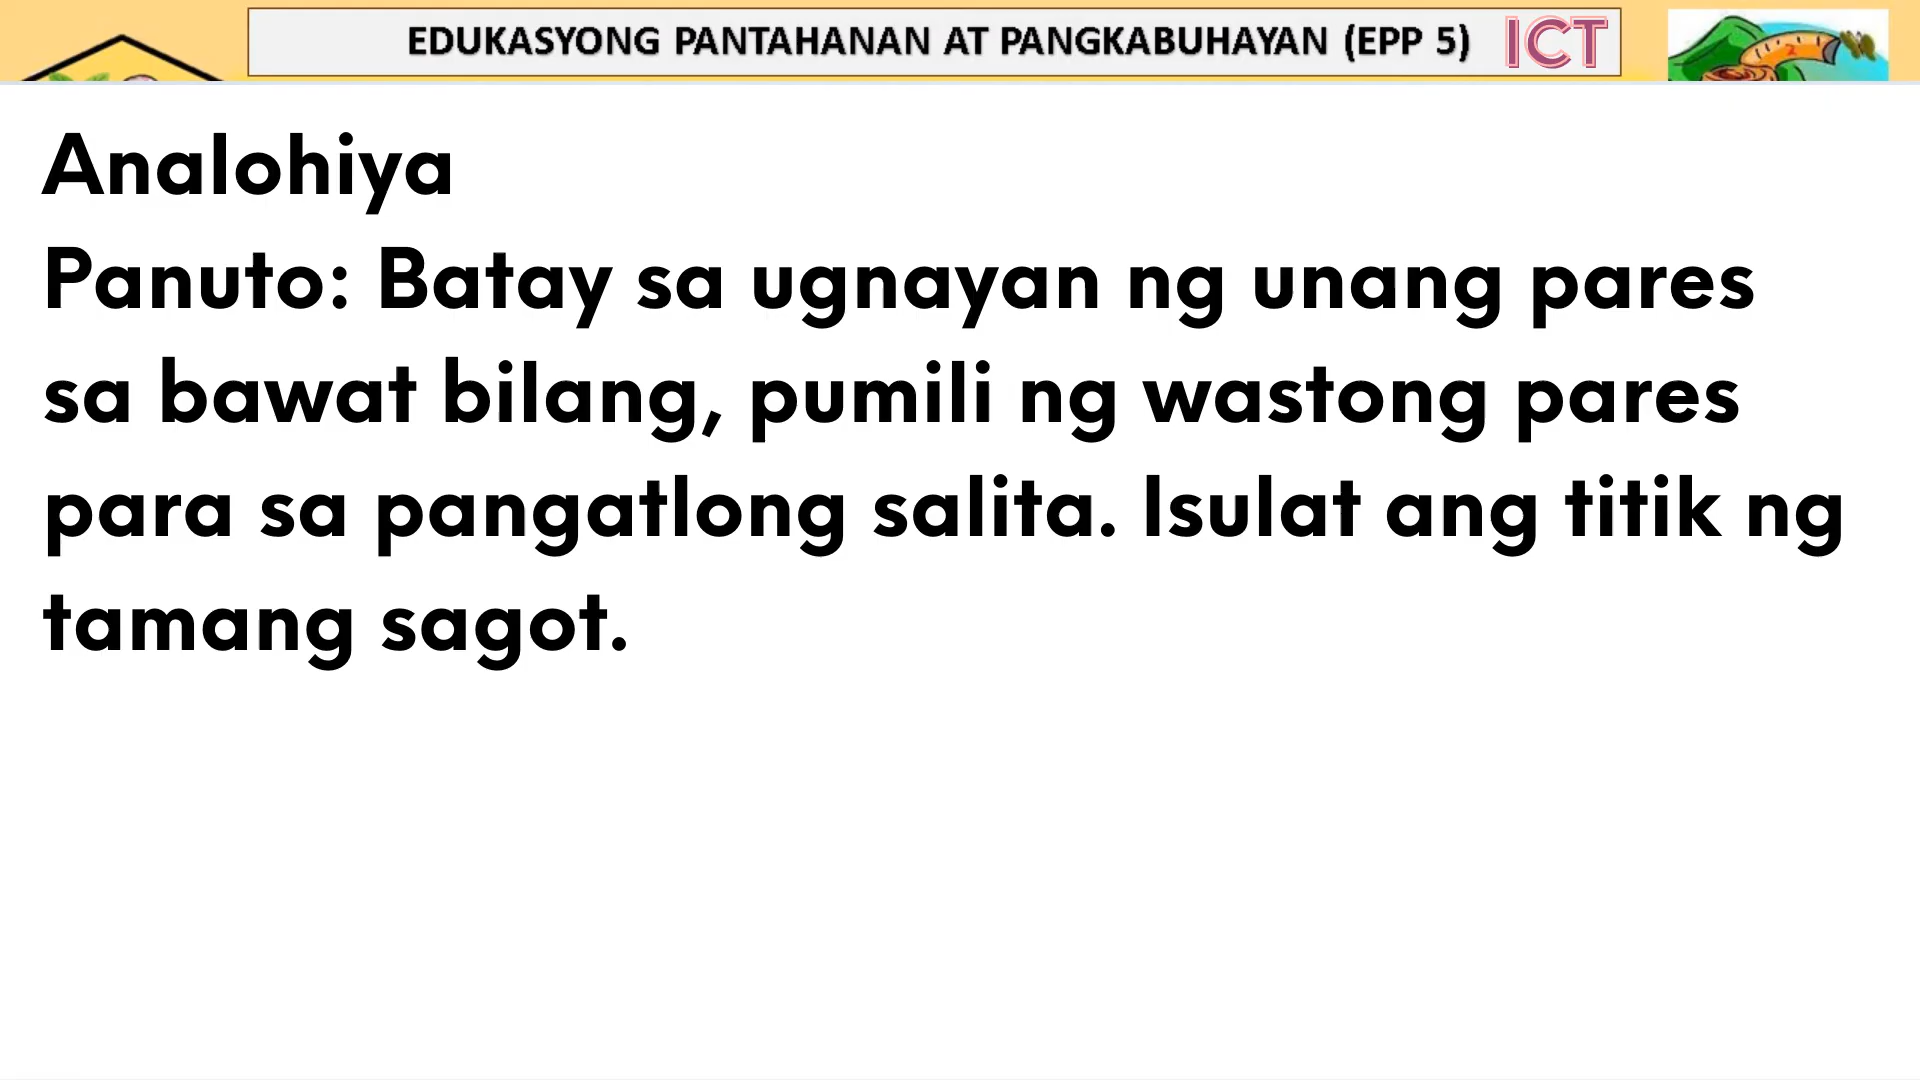 EDUKASYONG PANTAHANAN AT PANGKABUHAYAN (EPP 5) ICT
Analohiya
Panuto: Batay sa ugnayan ng unang pares
sa bawat bilang, pumili ng wastong pares
para sa pangatlong salita. Isulat ang titik ng
tamang sagot.